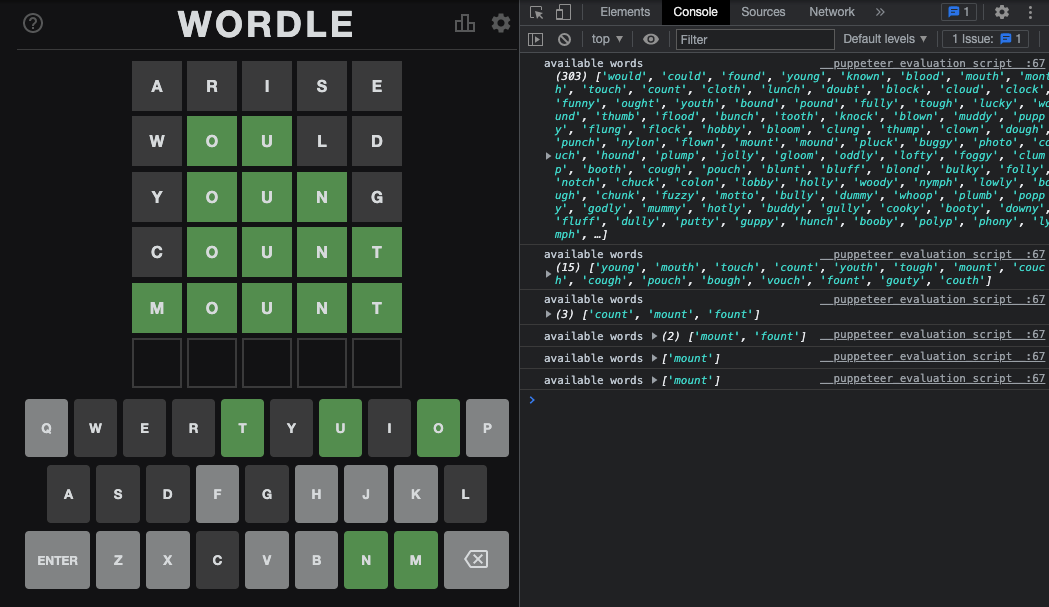 WORDLE
A R I S E
W O U L D
Y O U N G
C O U N T
M O U N T
Q W E R T Y U I O P
A S D F G H J K L
ENTER Z X C V B N M
Elements Console Sources Network » 1
top ▼ Filter Default levels ▼ 1 Issue: 1
available words __puppeteer_evaluation_script__:67
(303) ['would', 'could', 'found', 'young', 'known', 'blood', 'mouth', 'mont
h', 'touch', 'count', 'cloth', 'lunch', 'doubt', 'block', 'cloud', 'clock',
'funny', 'ought', 'youth', 'bound', 'pound', 'fully', 'tough', 'lucky', 'wo
und', 'thumb', 'flood', 'bunch', 'tooth', 'knock', 'blown', 'muddy', 'pupp
y', 'flung', 'flock', 'hobby', 'bloom', 'clung', 'thump', 'clown', 'dough',
'punch', 'nylon', 'flown', 'mount', 'mound', 'pluck', 'buggy', 'photo', 'co
uch', 'hound', 'plump', 'jolly', 'gloom', 'oddly', 'lofty', 'foggy', 'clum
p', 'booth', 'cough', 'pouch', 'blunt', 'bluff', 'blond', 'bulky', 'folly',
'notch', 'chuck', 'colon', 'lobby', 'holly', 'woody', 'nymph', 'lowly', 'bo
ugh', 'chunk', 'fuzzy', 'motto', 'bully', 'dummy', 'whoop', 'plumb', 'popp
y', 'godly', 'mummy', 'hotly', 'buddy', 'gully', 'cooky', 'booty', 'downy',
'fluff', 'dully', 'putty', 'guppy', 'hunch', 'booby', 'polyp', 'phony', 'ly
mph', …]
available words __puppeteer_evaluation_script__:67
(15) ['young', 'mouth', 'touch', 'count', 'youth', 'tough', 'mount', 'couc
h', 'cough', 'pouch', 'bough', 'vouch', 'fount', 'gouty', 'couth']
available words __puppeteer_evaluation_script__:67
(3) ['count', 'mount', 'fount']
available words (2) ['mount', 'fount'] __puppeteer_evaluation_script__:67
available words ['mount'] __puppeteer_evaluation_script__:67
available words ['mount'] __puppeteer_evaluation_script__:67